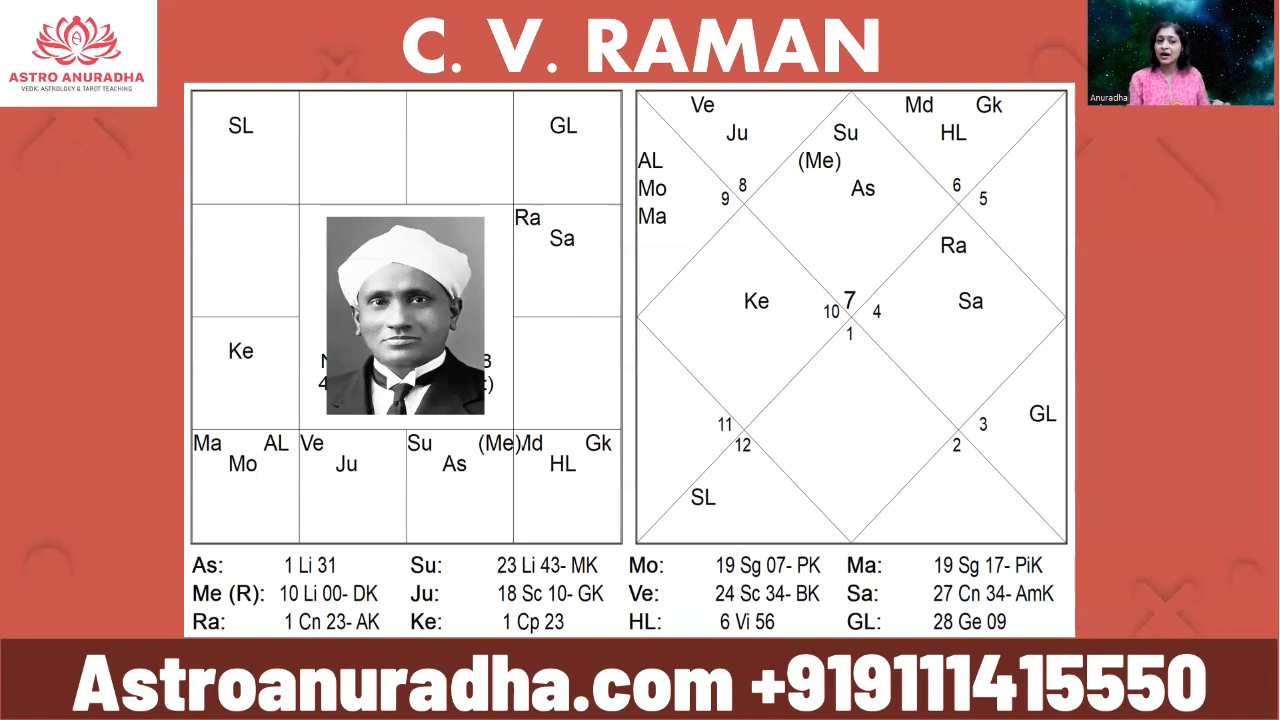 C. V. RAMAN
ASTRO ANURADHA
VEDIC ASTROLOGY & TAROT TEACHING
Anuradha
SL
GL
Ra
Sa
Ke
Ma AL
Mo
Ve
Ju
Su (Me)
As
Md Gk
HL
Ve
Ju
Su
(Me)
As
Md Gk
HL
AL
Mo
Ma
8
9
6
5
Ra
Ke
Sa
10 7 4
1
11
12
3
2
GL
SL
As: 1 Li 31 Su: 23 Li 43- MK Mo: 19 Sg 07- PK Ma: 19 Sg 17- PiK
Me (R): 10 Li 00- DK Ju: 18 Sc 10- GK Ve: 24 Sc 34- BK Sa: 27 Cn 34- AmK
Ra: 1 Cn 23- AK Ke: 1 Cp 23 HL: 6 Vi 56 GL: 28 Ge 09
Astroanuradha.com +919111415550